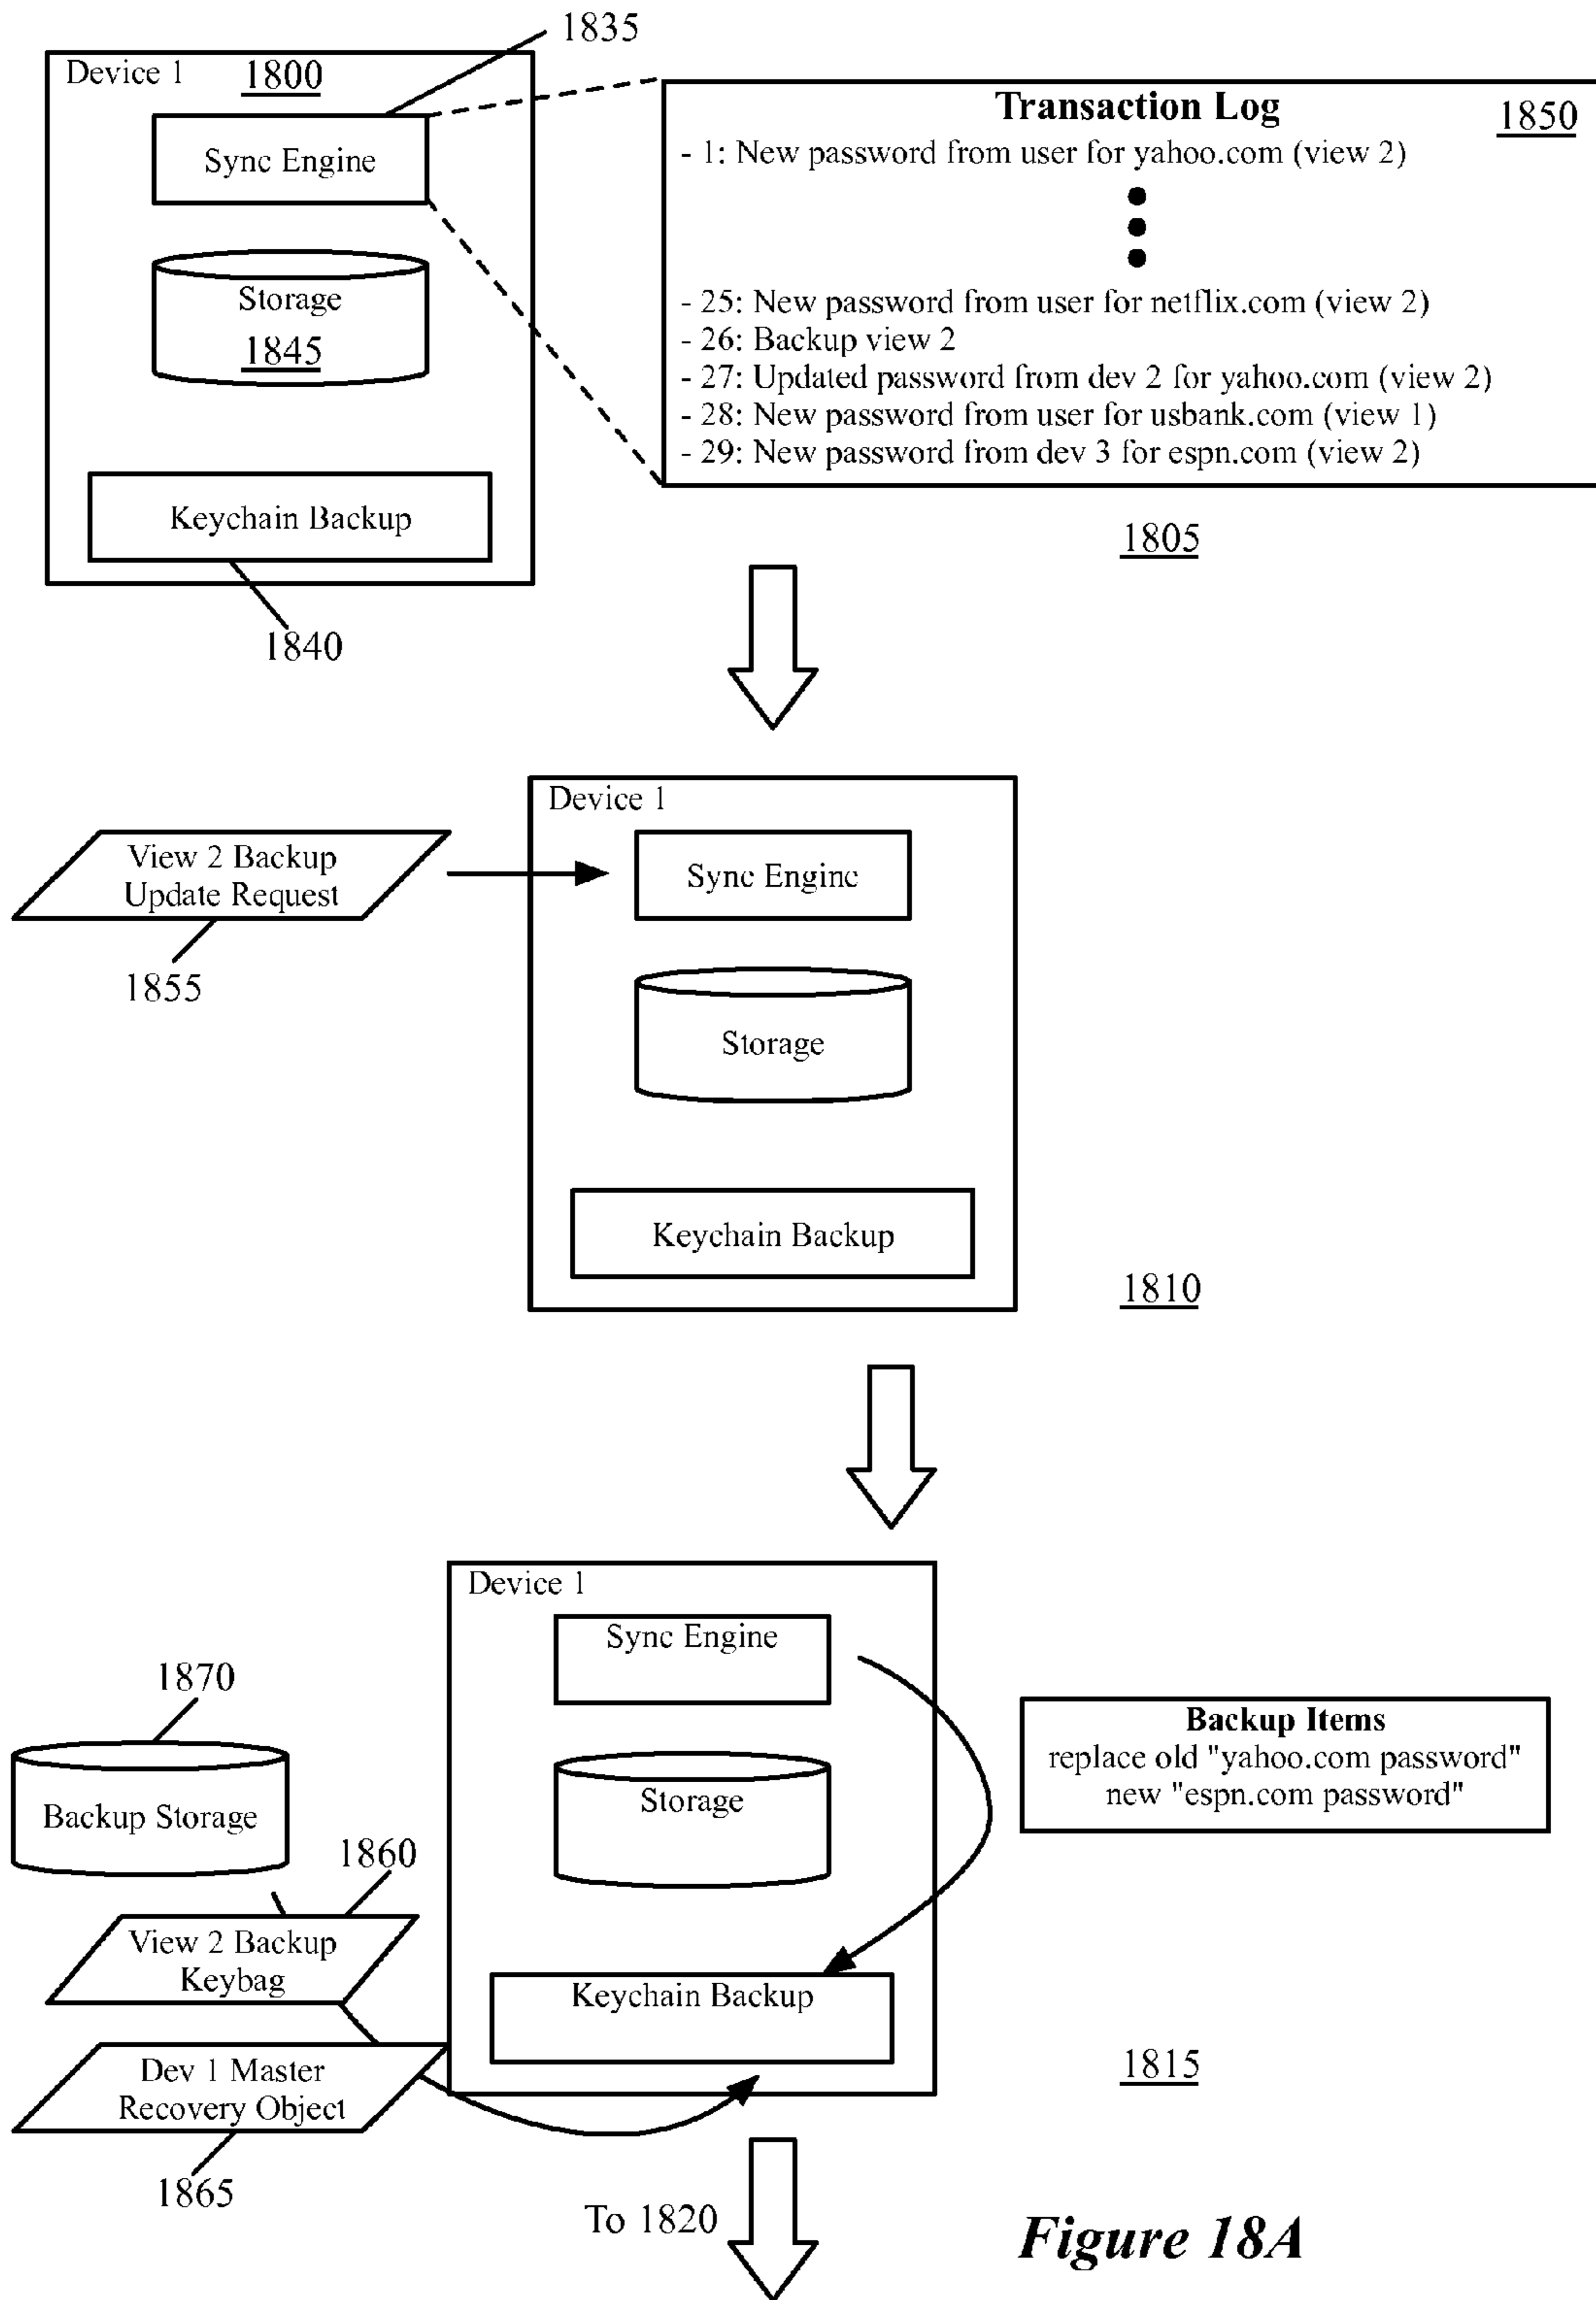 1835
Device 1
1800
Sync Engine
Storage
1845
Keychain Backup
1840
Transaction Log
1850
- 1: New password from user for yahoo.com (view 2)
- 25: New password from user for netflix.com (view 2)
- 26: Backup view 2
- 27: Updated password from dev 2 for yahoo.com (view 2)
- 28: New password from user for usbank.com (view 1)
- 29: New password from dev 3 for espn.com (view 2)
1805
View 2 Backup
Update Request
1855
Device 1
Sync Engine
Storage
Keychain Backup
1810
Device 1
Sync Engine
Storage
Keychain Backup
1870
Backup Storage
1860
View 2 Backup
Keybag
Dev 1 Master
Recovery Object
1865
Backup Items
replace old "yahoo.com password"
new "espn.com password"
1815
To 1820
Figure 18A